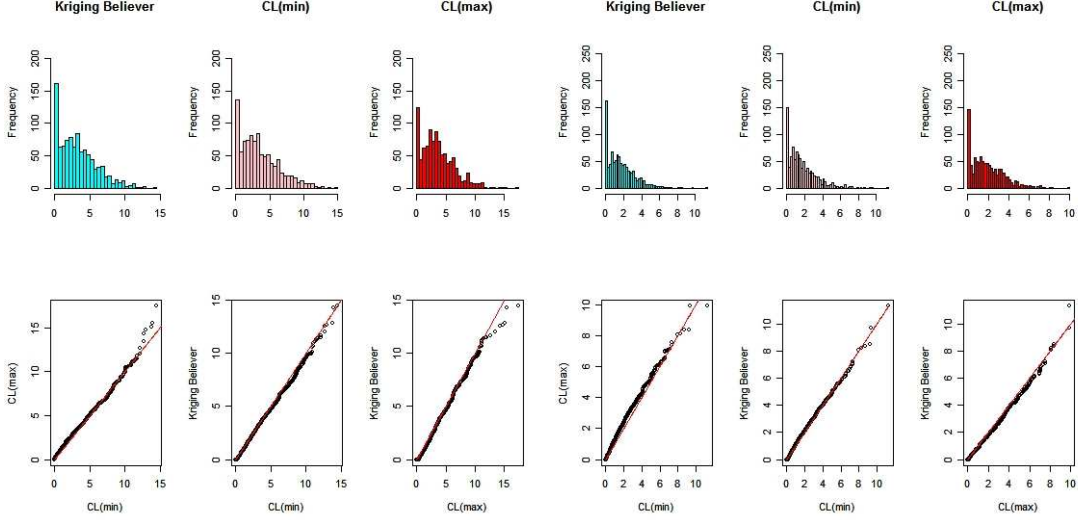 Kriging Believer CL(min) CL(max) Kriging Believer CL(min) CL(max)
Frequency
0 50 100 150 200
0 5 10 15
Frequency
0 50 100 150 200
0 5 10 15
Frequency
0 50 100 150 200
0 5 10 15
Frequency
0 50 100 150 200 250
0 2 4 6 8 10
Frequency
0 50 100 150 200 250
0 2 4 6 8 10
Frequency
0 50 100 150 200 250
0 2 4 6 8 10
CL(max)
0 5 10 15
0 5 10 15
CL(min)
Kriging Believer
0 5 10 15
0 5 10 15
CL(min)
Kriging Believer
0 5 10 15
0 5 10 15
CL(max)
CL(max)
0 2 4 6 8 10
0 2 4 6 8 10
CL(min)
Kriging Believer
0 2 4 6 8 10
0 2 4 6 8 10
CL(min)
Kriging Believer
0 2 4 6 8 10
0 2 4 6 8 10
CL(max)